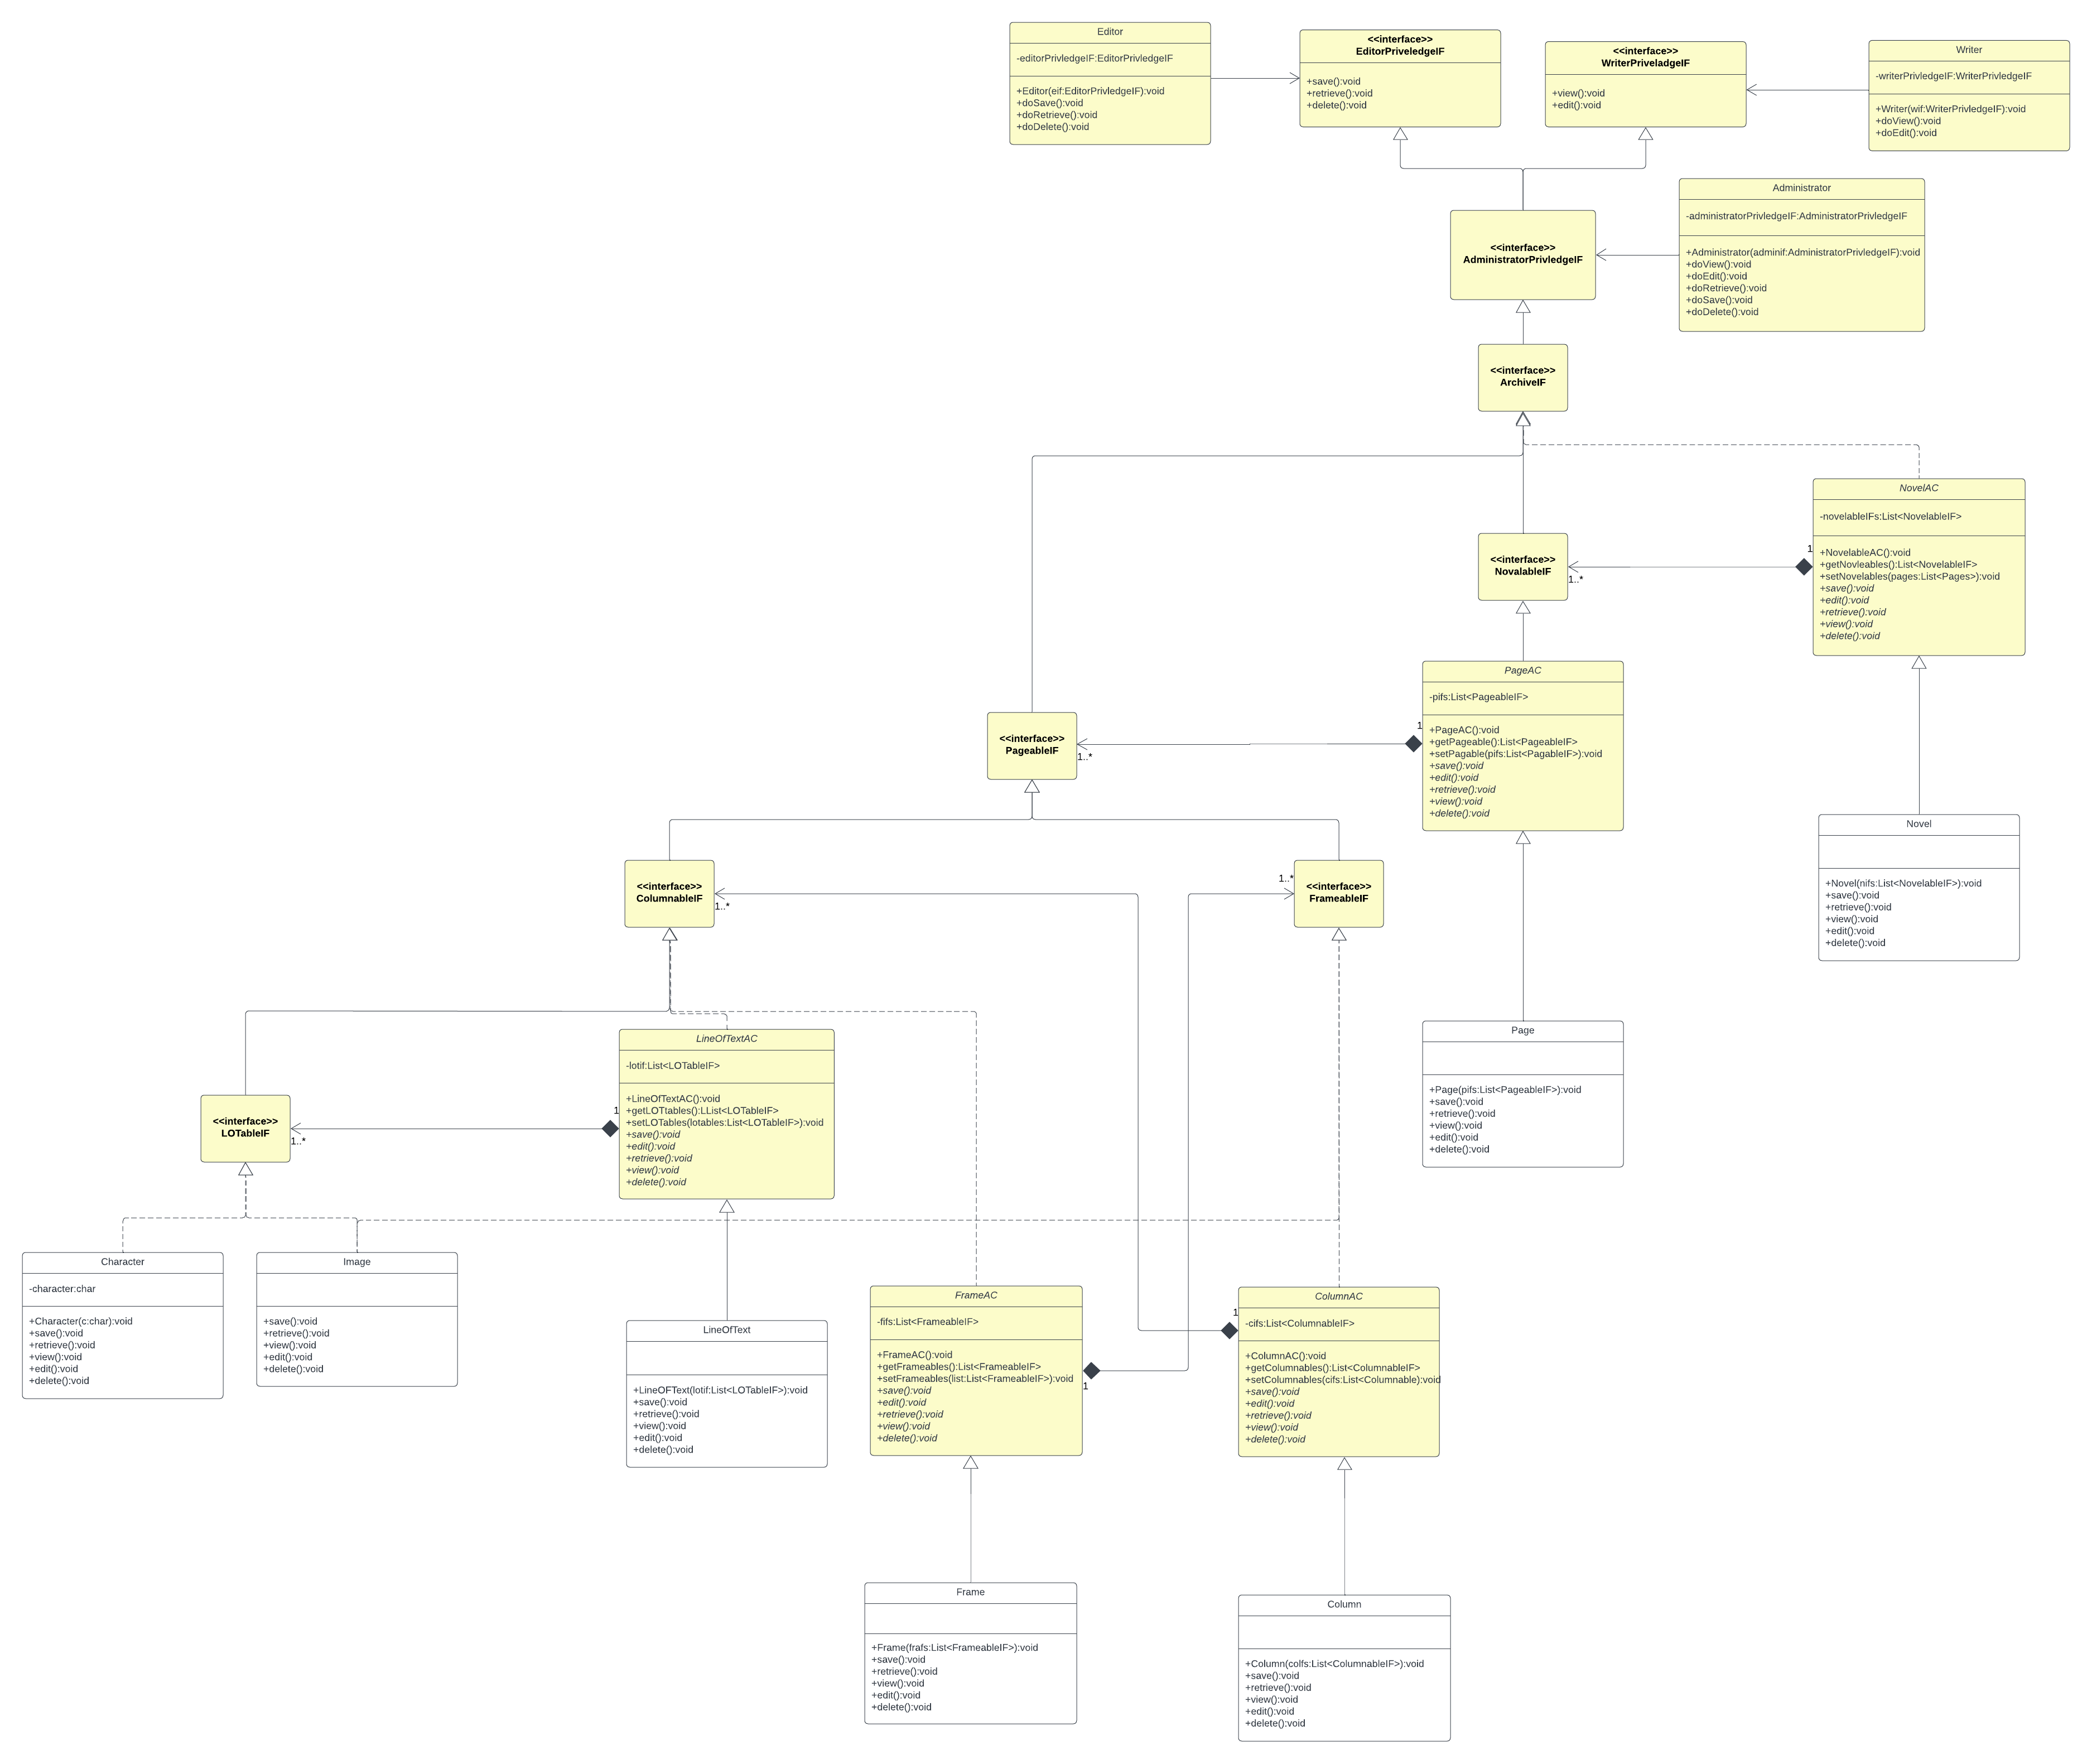 Editor
-editorPrivledgeIF:EditorPrivledgeIF
+Editor(eif:EditorPrivledgeIF):void
+doSave():void
+doRetrieve():void
+doDelete():void
<<interface>>
EditorPriveledgeIF
+save():void
+retrieve():void
+delete():void
<<interface>>
WriterPriveladgeIF
+view():void
+edit():void
Writer
-writerPrivledgeIF:WriterPrivledgeIF
+Writer(wif:WriterPrivledgeIF):void
+doView():void
+doEdit():void
<<interface>>
AdministratorPrivledgeIF
Administrator
-administratorPrivledgeIF:AdministratorPrivledgeIF
+Administrator(adminif:AdministratorPrivledgeIF):void
+doView():void
+doEdit():void
+doRetrieve():void
+doSave():void
+doDelete():void
<<interface>>
ArchiveIF
<<interface>>
NovalableIF
1..*
1
NovelAC
-novelableIFs:List<NovelableIF>
+NovelableAC():void
+getNovleables():List<NovelableIF>
+setNovelables(pages:List<Pages>):void
+save():void
+edit():void
+retrieve():void
+view():void
+delete():void
<<interface>>
PageableIF
1..*
1
PageAC
-pifs:List<PageableIF>
+PageAC():void
+getPageable():List<PageableIF>
+setPagable(pifs:List<PagableIF>):void
+save():void
+edit():void
+retrieve():void
+view():void
+delete():void
Novel
+Novel(nifs:List<NovelableIF>):void
+save():void
+retrieve():void
+view():void
+edit():void
+delete():void
<<interface>>
ColumnableIF
1..*
1..*
<<interface>>
FrameableIF
<<interface>>
LOTableIF
1..*
1
LineOfTextAC
-lotif:List<LOTableIF>
+LineOfTextAC():void
+getLOTtables():LList<LOTableIF>
+setLOTables(lotables:List<LOTableIF>):void
+save():void
+edit():void
+retrieve():void
+view():void
+delete():void
Page
+Page(pifs:List<PageableIF>):void
+save():void
+retrieve():void
+view():void
+edit():void
+delete():void
Character
-character:char
+Character(c:char):void
+save():void
+retrieve():void
+view():void
+edit():void
+delete():void
Image
+save():void
+retrieve():void
+view():void
+edit():void
+delete():void
LineOfText
+LineOFText(lotif:List<LOTableIF>):void
+save():void
+retrieve():void
+view():void
+edit():void
+delete():void
FrameAC
-fifs:List<FrameableIF>
+FrameAC():void
+getFrameables():List<FrameableIF>
+setFrameables(list:List<FrameableIF>):void
+save():void
+edit():void
+retrieve():void
+view():void
+delete():void
1
1
ColumnAC
-cifs:List<ColumnableIF>
+ColumnAC():void
+getColumnables():List<ColumnableIF>
+setColumnables(cifs:List<Columnable):void
+save():void
+edit():void
+retrieve():void
+view():void
+delete():void
Frame
+Frame(frafs:List<FrameableIF>):void
+save():void
+retrieve():void
+view():void
+edit():void
+delete():void
Column
+Column(colfs:List<ColumnableIF>):void
+save():void
+retrieve():void
+view():void
+edit():void
+delete():void